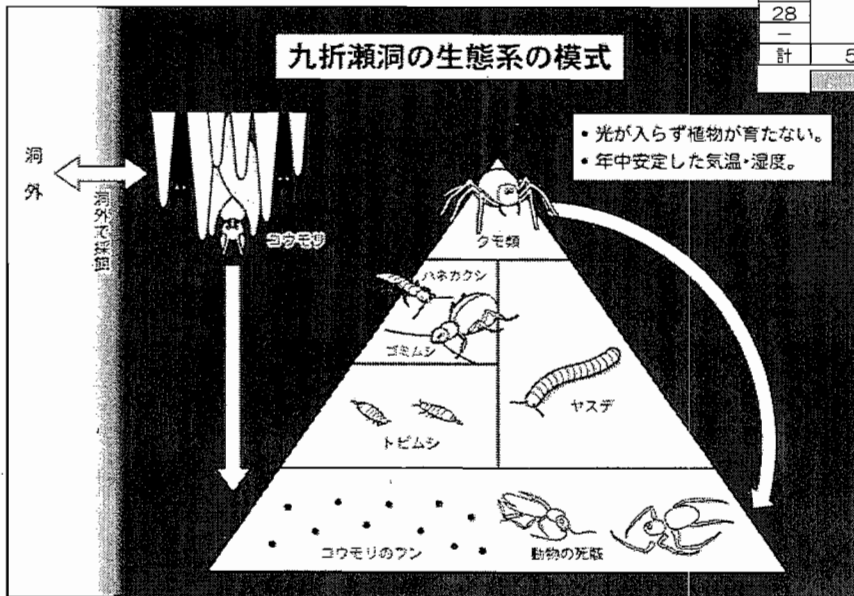 28
—
計 5
九折瀬洞の生態系の模式
• 光が入らず植物が育たない。
• 年中安定した気温・湿度。
洞外
洞外で採餌
コウモリ
クモ類
ハネカクシ
ゴミムシ
ヤスデ
トビムシ
コウモリのフン
動物の死骸